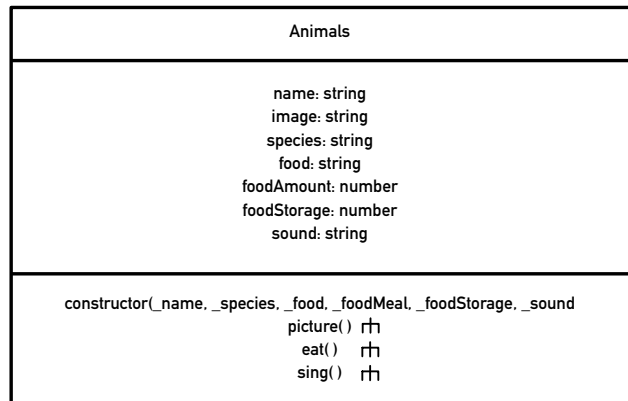 Animals
name: string
image: string
species: string
food: string
foodAmount: number
foodStorage: number
sound: string
constructor(_name, _species, _food, _foodMeal, _foodStorage, _sound
picture( )
eat( )
sing( )